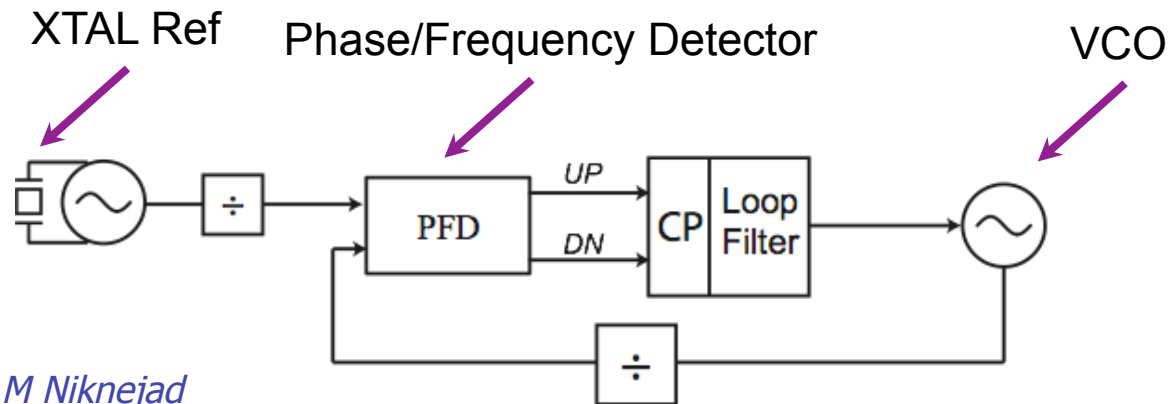 XTAL Ref
Phase/Frequency Detector
VCO
÷
PFD
UP
DN
CP
Loop
Filter
÷
M Niknejad